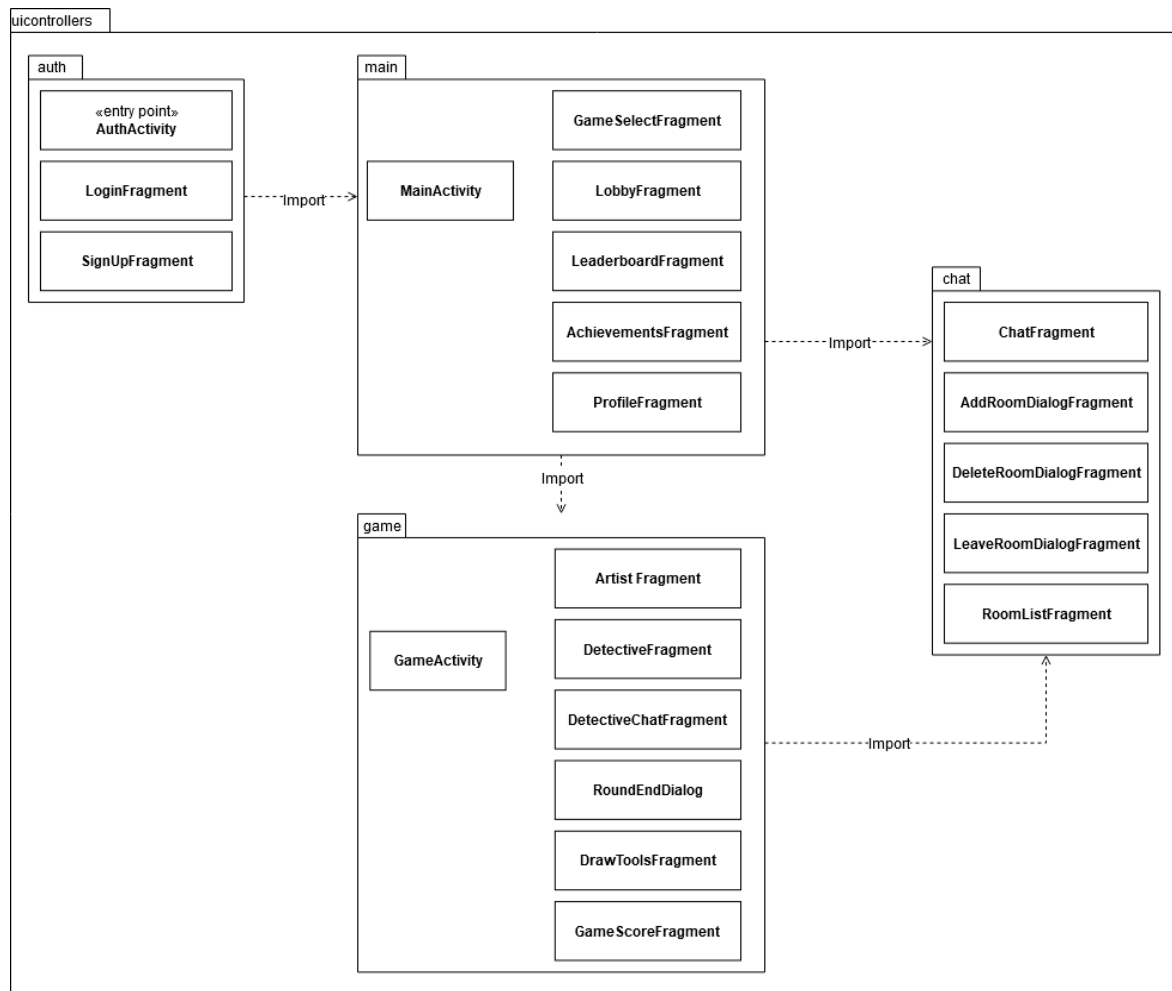 uicontrollers
auth
«entry point»
AuthActivity
LoginFragment
SignUpFragment
Import
main
MainActivity
GameSelectFragment
LobbyFragment
LeaderboardFragment
AchievementsFragment
ProfileFragment
Import
Import
chat
ChatFragment
AddRoomDialogFragment
DeleteRoomDialogFragment
LeaveRoomDialogFragment
RoomListFragment
game
GameActivity
Artist Fragment
DetectiveFragment
DetectiveChatFragment
RoundEndDialog
DrawToolsFragment
GameScoreFragment
Import